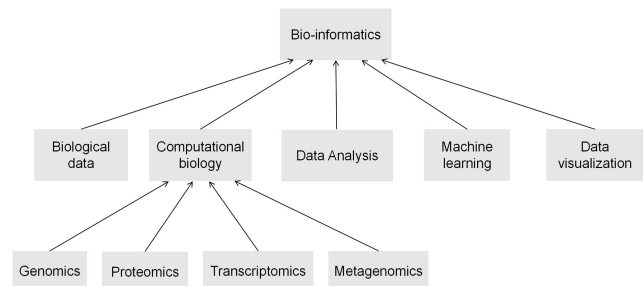 Bio-informatics
Biological
data
Computational
biology
Data Analysis
Machine
learning
Data
visualization
Genomics
Proteomics
Transcriptomics
Metagenomics